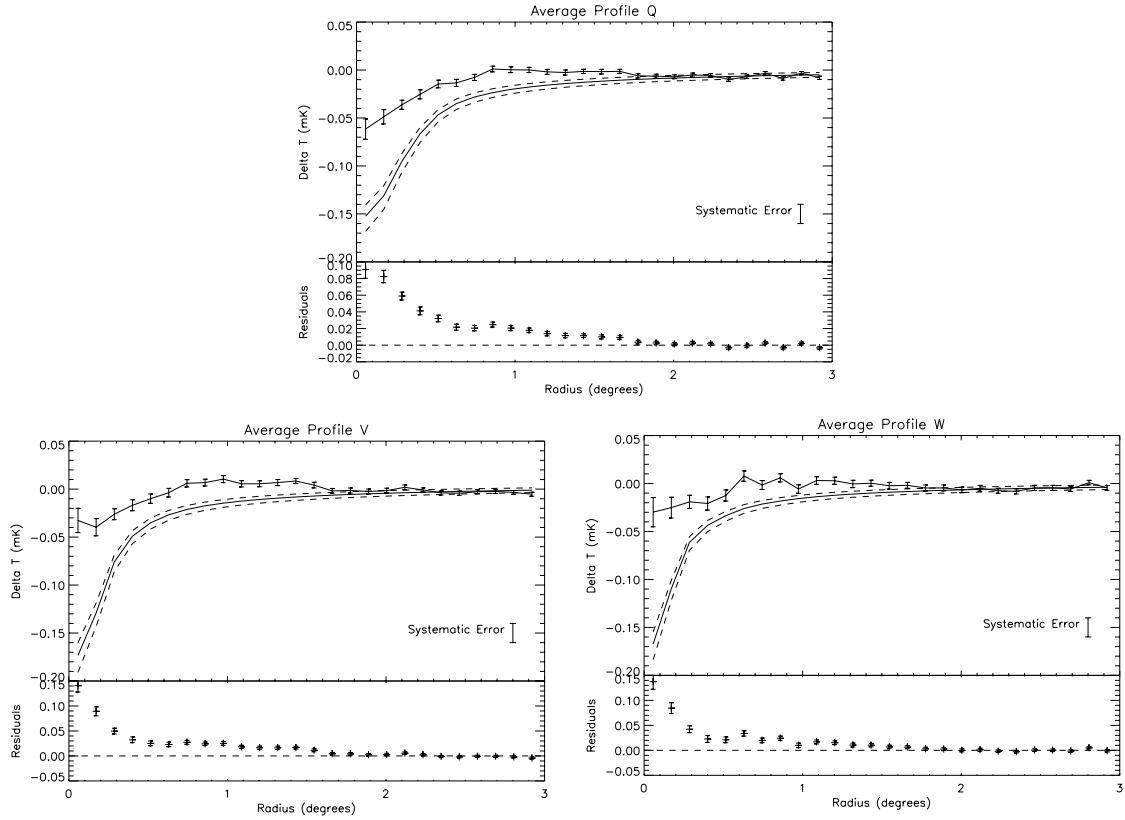 Average Profile Q
0.05
0.00
−0.05
−0.10
−0.15
−0.20
Delta T (mK)
Systematic Error
0.10
0.08
0.06
0.04
0.02
0.00
−0.02
Residuals
0 1 2 3
Radius (degrees)
Average Profile V
0.05
0.00
−0.05
−0.10
−0.15
−0.20
Delta T (mK)
Systematic Error
0.15
0.10
0.05
0.00
−0.05
Residuals
0 1 2 3
Radius (degrees)
Average Profile W
0.05
0.00
−0.05
−0.10
−0.15
−0.20
Delta T (mK)
Systematic Error
0.15
0.10
0.05
0.00
−0.05
Residuals
0 1 2 3
Radius (degrees)